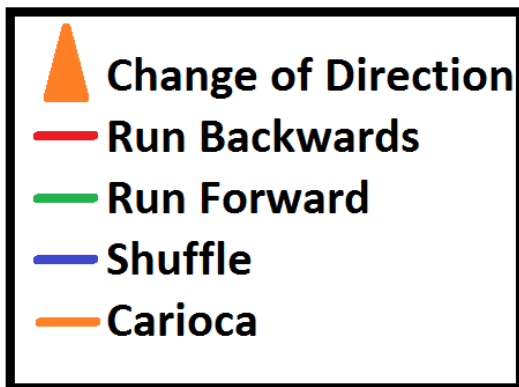 Change of Direction
Run Backwards
Run Forward
Shuffle
Carioca